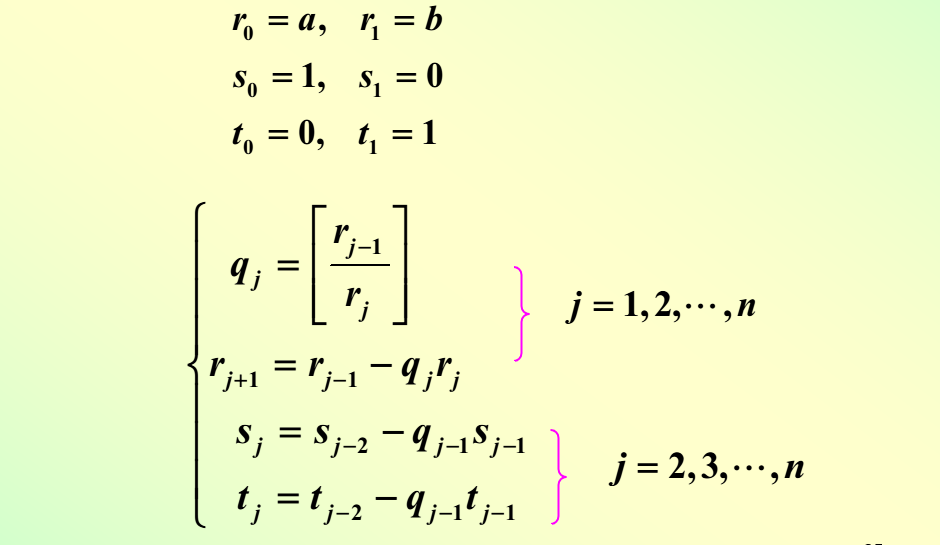 r₀ = a, r₁ = b
s₀ = 1, s₁ = 0
t₀ = 0, t₁ = 1
q_j = [r_{j−1} / r_j]
j = 1, 2, ⋯, n
r_{j+1} = r_{j−1} − q_j r_j
s_j = s_{j−2} − q_{j−1} s_{j−1}
j = 2, 3, ⋯, n
t_j = t_{j−2} − q_{j−1} t_{j−1}